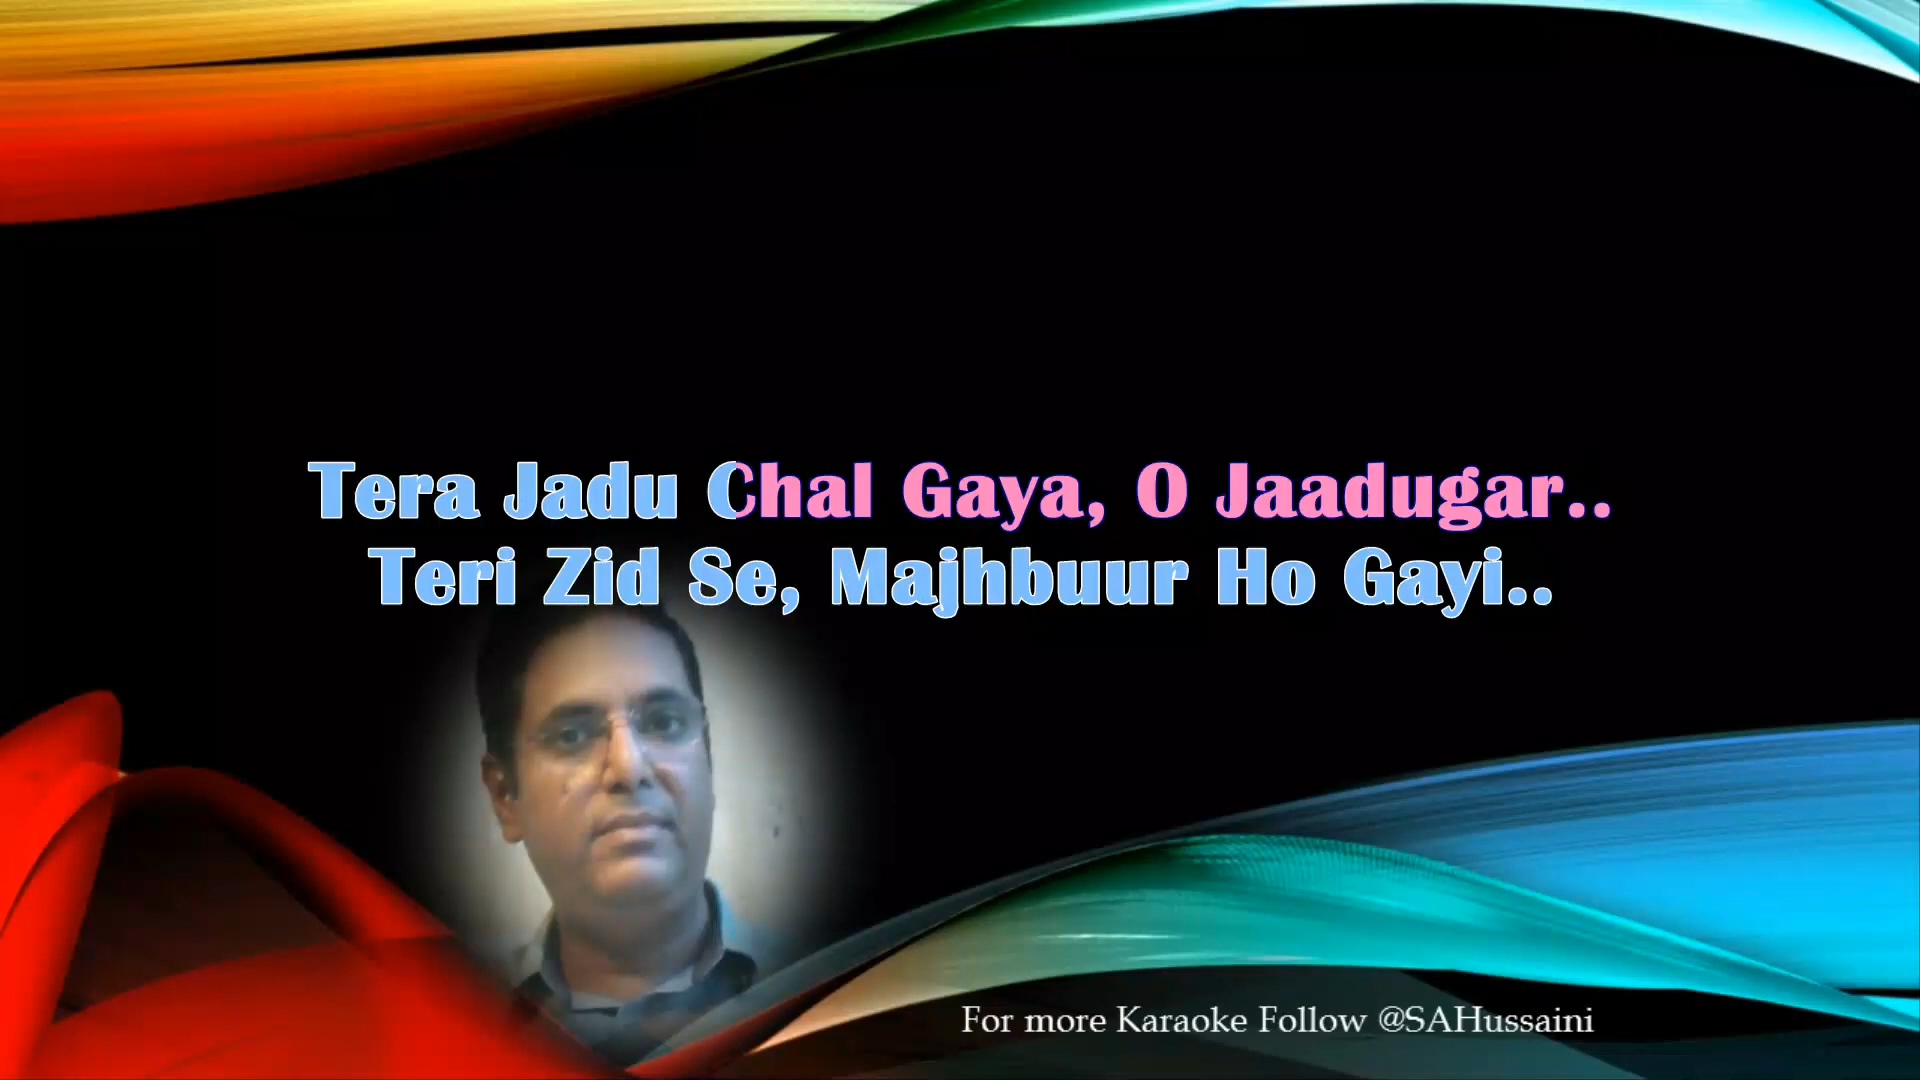 Tera Jadu Chal Gaya, O Jaadugar..
Teri Zid Se, Majhbuur Ho Gayi..
For more Karaoke Follow @SAHussaini